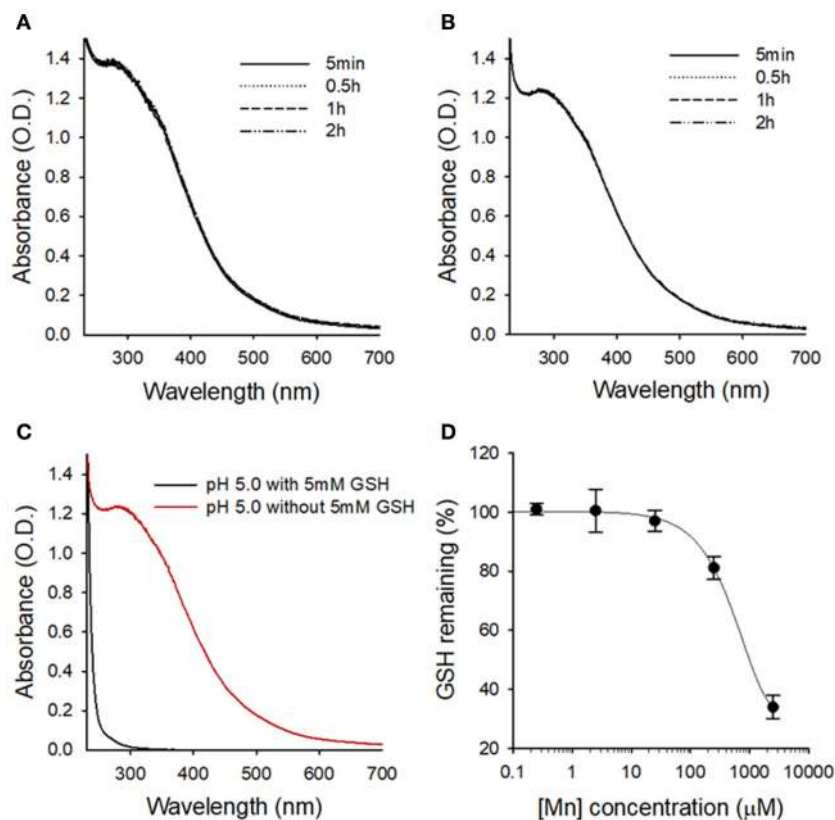 A
Absorbance (O.D.)
1.4
1.2
1.0
0.8
0.6
0.4
0.2
0.0
5min
0.5h
1h
2h
300 400 500 600 700
Wavelength (nm)
B
Absorbance (O.D.)
1.4
1.2
1.0
0.8
0.6
0.4
0.2
0.0
5min
0.5h
1h
2h
300 400 500 600 700
Wavelength (nm)
C
Absorbance (O.D.)
1.4
1.2
1.0
0.8
0.6
0.4
0.2
0.0
pH 5.0 with 5mM GSH
pH 5.0 without 5mM GSH
300 400 500 600 700
Wavelength (nm)
D
GSH remaining (%)
120
100
80
60
40
20
0.1 1 10 100 1000 10000
[Mn] concentration (μM)